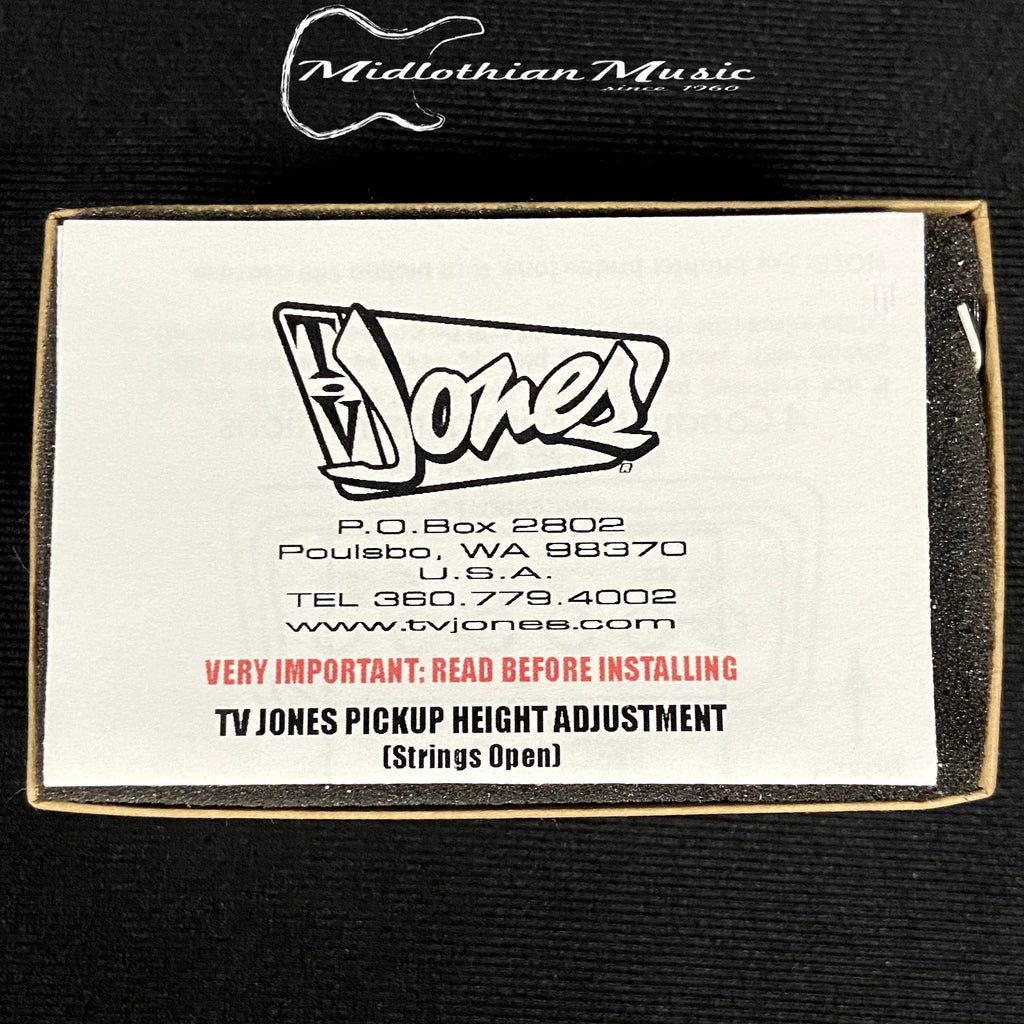 Midlothian Music
since 1960
TV Jones
R
P.O.Box 2802
Poulsbo, WA 98370
U.S.A.
TEL 360.779.4002
www.tvjones.com
VERY IMPORTANT: READ BEFORE INSTALLING
TV JONES PICKUP HEIGHT ADJUSTMENT
(Strings Open)